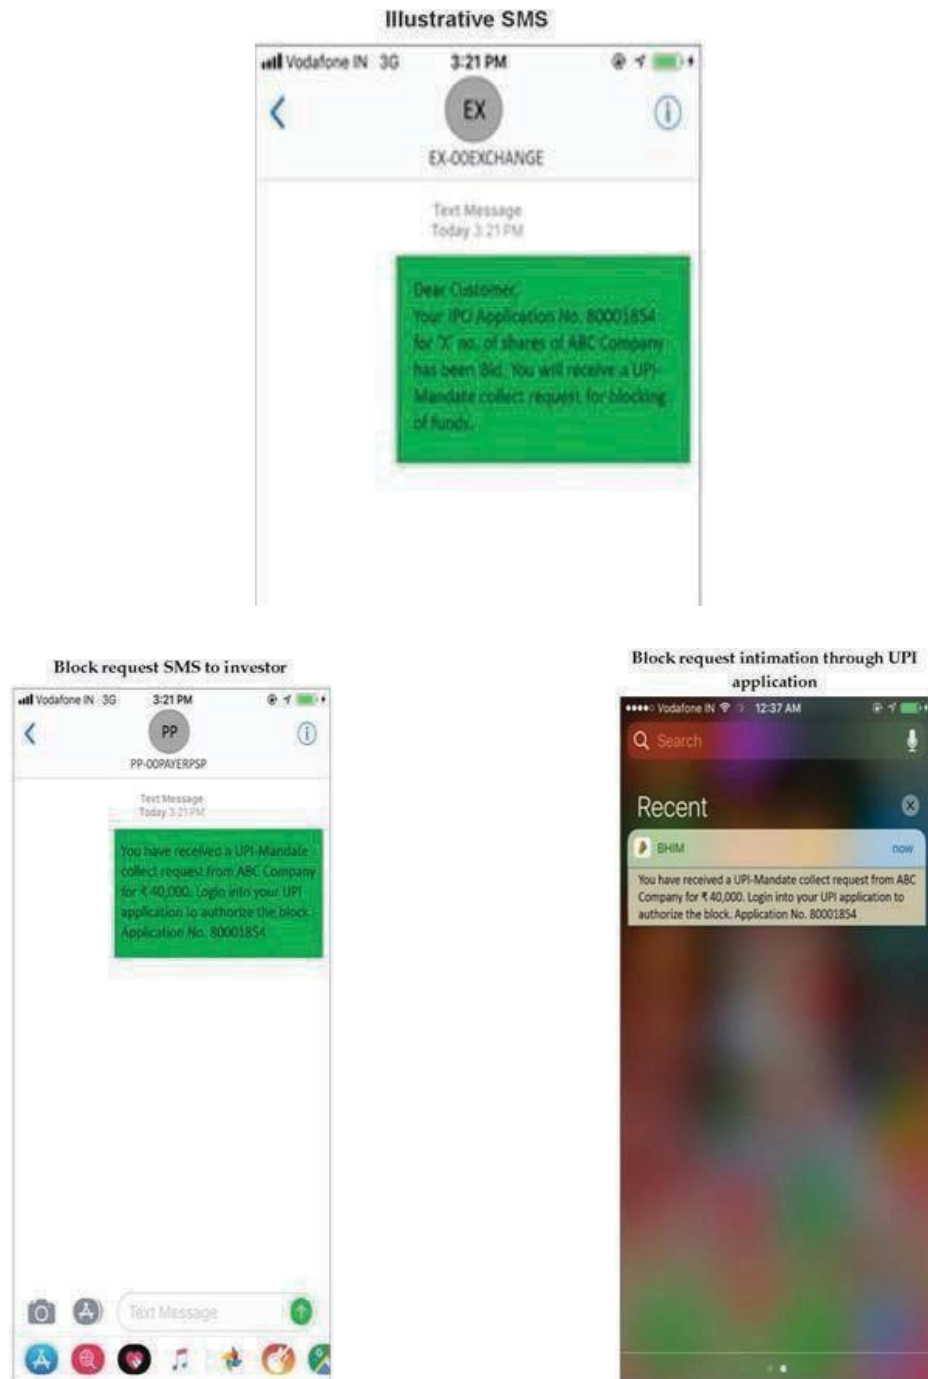 Illustrative SMS
Vodafone IN 3G 3:21 PM
EX
EX-OOEXCHANGE
Text Message
Today 3:21 PM
Dear Customer,
Your IPO Application No. 80001854
for 'X' no. of shares of ABC Company
has been Bid. You will receive a UPI-
Mandate collect request for blocking
of funds.
Block request SMS to investor
Vodafone IN 3G 3:21 PM
PP
PP-OOPAYERPSP
Text Message
Today 3:21 PM
You have received a UPI-Mandate
collect request from ABC Company
for ₹ 40,000. Login into your UPI
application to authorize the block.
Application No. 80001854
Text Message
Block request intimation through UPI
application
Vodafone IN 12:37 AM
Search
Recent
BHIM now
You have received a UPI-Mandate collect request from ABC
Company for ₹ 40,000. Login into your UPI application to
authorize the block. Application No. 80001854